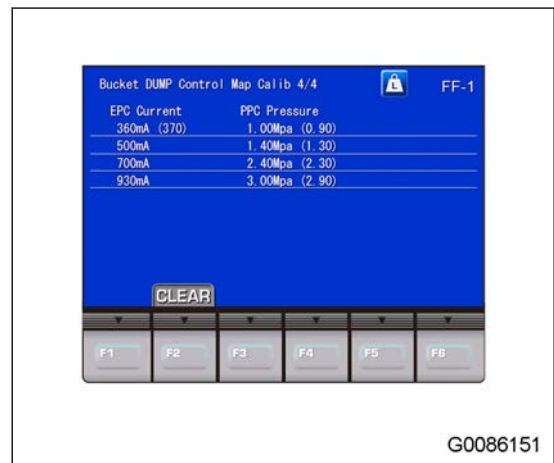 Bucket DUMP Control Map Calib 4/4 L FF-1
EPC Current PPC Pressure
360mA (370) 1.00Mpa (0.90)
500mA 1.40Mpa (1.30)
700mA 2.40Mpa (2.30)
930mA 3.00Mpa (2.90)
CLEAR
F1 F2 F3 F4 F5 F6
G0086151